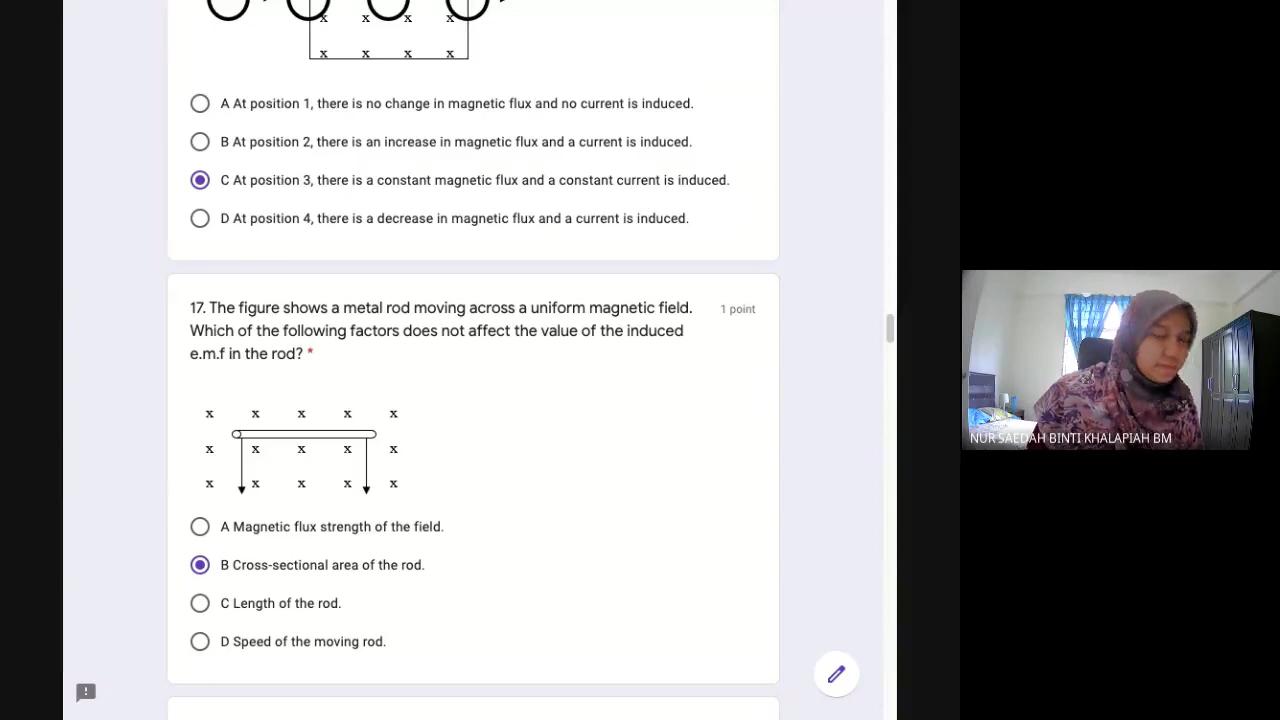 x x x x
x x x x
A At position 1, there is no change in magnetic flux and no current is induced.
B At position 2, there is an increase in magnetic flux and a current is induced.
C At position 3, there is a constant magnetic flux and a constant current is induced.
D At position 4, there is a decrease in magnetic flux and a current is induced.
17. The figure shows a metal rod moving across a uniform magnetic field. 1 point
Which of the following factors does not affect the value of the induced
e.m.f in the rod? *
x x x x x
x x x x x
x x x x x
A Magnetic flux strength of the field.
B Cross-sectional area of the rod.
C Length of the rod.
D Speed of the moving rod.
NUR SAEDAH BINTI KHALAPIAH BM